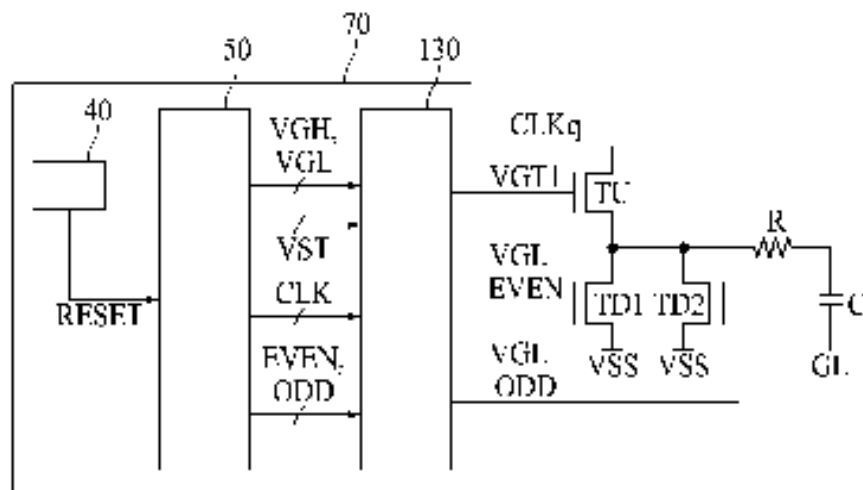 70
50
130
40
VGH,
VGL
CLKq
VGT1
TU
VST
R
VGL
EVEN
TD1
TD2
C
RESET
CLK
VSS
VSS
GL
EVEN,
ODD
VGL
ODD